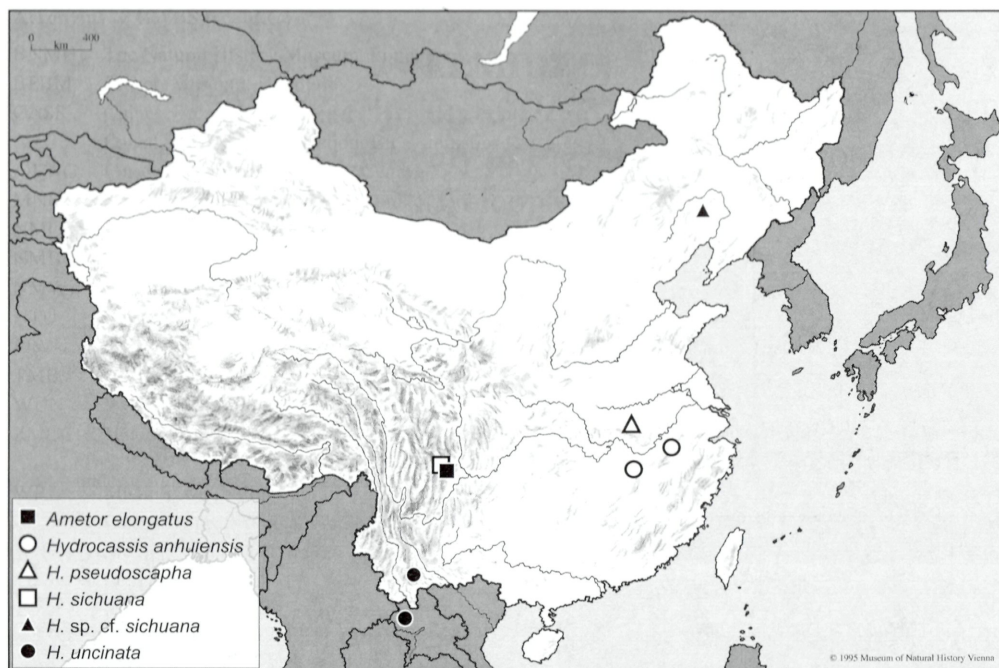 0 400
km
Ametor elongatus
Hydrocassis anhuiensis
H. pseudoscapha
H. sichuana
H. sp. cf. sichuana
H. uncinata
© 1995 Museum of Natural History Vienna